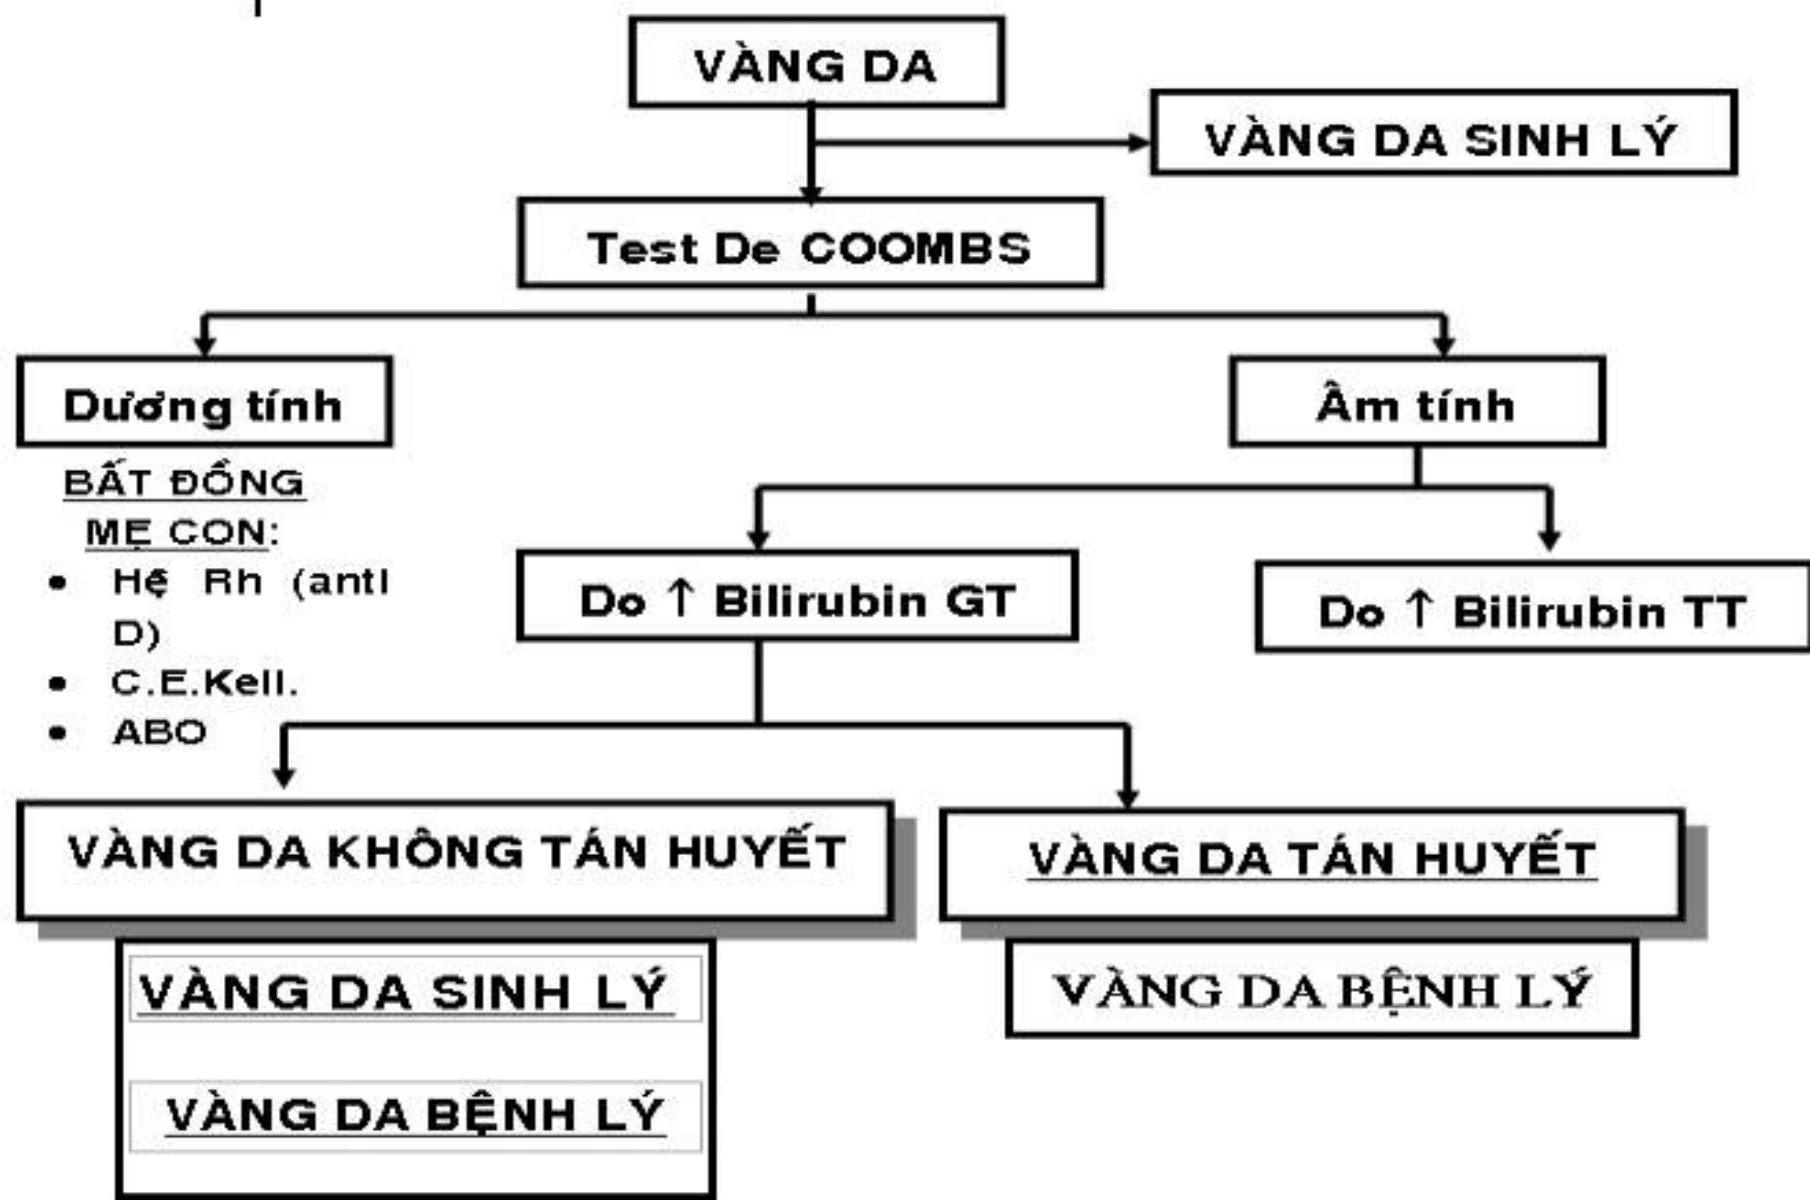 VÀNG DA
VÀNG DA SINH LÝ
Test De COOMBS
Dương tính
Âm tính
BẤT ĐỒNG
MẸ CON:
• Hệ Rh (anti
D)
• C.E.Kell.
• ABO
Do ↑ Bilirubin GT
Do ↑ Bilirubin TT
VÀNG DA KHÔNG TÁN HUYẾT
VÀNG DA TÁN HUYẾT
VÀNG DA SINH LÝ
VÀNG DA BỆNH LÝ
VÀNG DA BỆNH LÝ